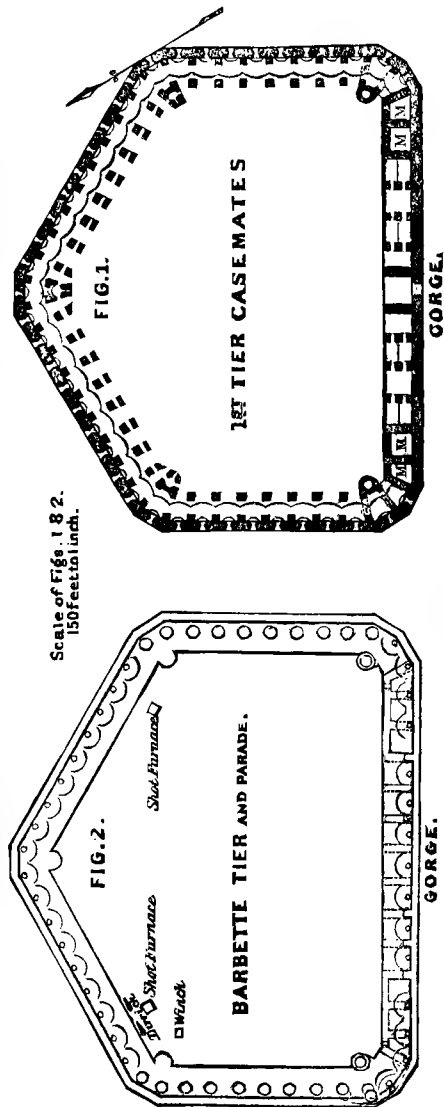 Scale of Figs. 1 & 2.
150 feet to 1 inch.
FIG.2.
Shot Furnace
Shot Furnace
Winch
BARBETTE TIER AND PARADE.
GORGE.
FIG.1.
1ST TIER CASEMATES
M
M
M
M
GORGE.